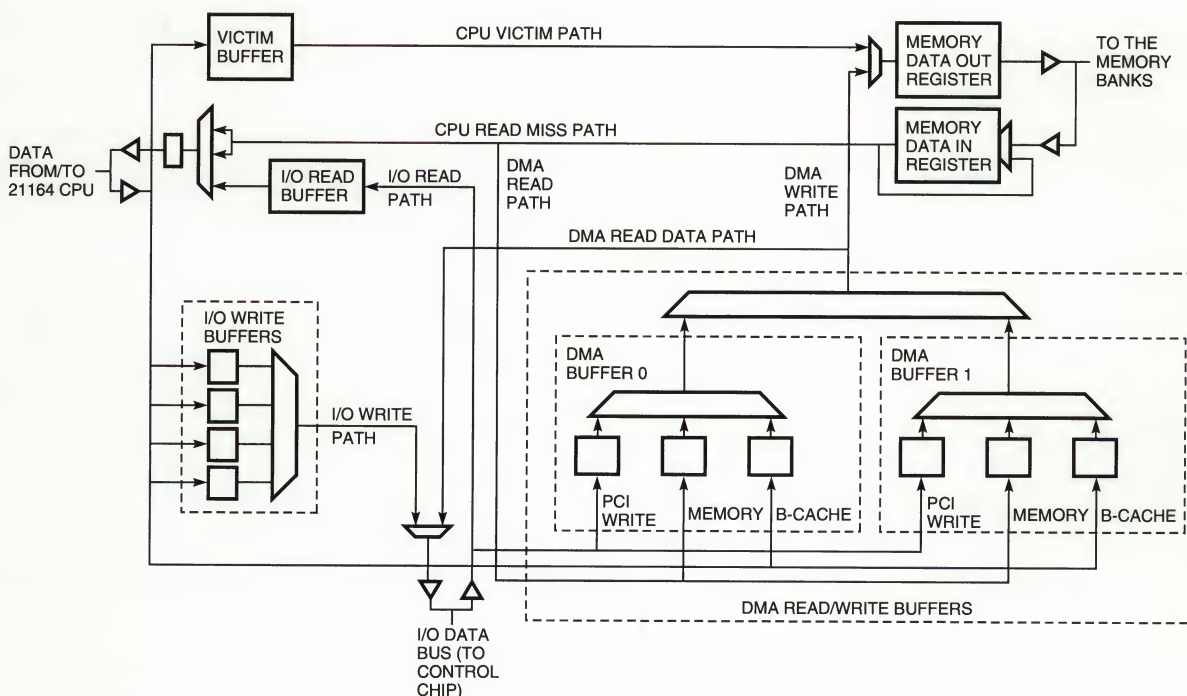 VICTIM
BUFFER
CPU VICTIM PATH
MEMORY
DATA OUT
REGISTER
TO THE
MEMORY
BANKS
DATA
FROM/TO
21164 CPU
CPU READ MISS PATH
MEMORY
DATA IN
REGISTER
I/O READ
BUFFER
I/O READ
PATH
DMA
READ
PATH
DMA
WRITE
PATH
DMA READ DATA PATH
I/O WRITE
BUFFERS
I/O WRITE
PATH
DMA
BUFFER 0
DMA
BUFFER 1
PCI
WRITE
MEMORY
B-CACHE
PCI
WRITE
MEMORY
B-CACHE
DMA READ/WRITE BUFFERS
I/O DATA
BUS (TO
CONTROL
CHIP)